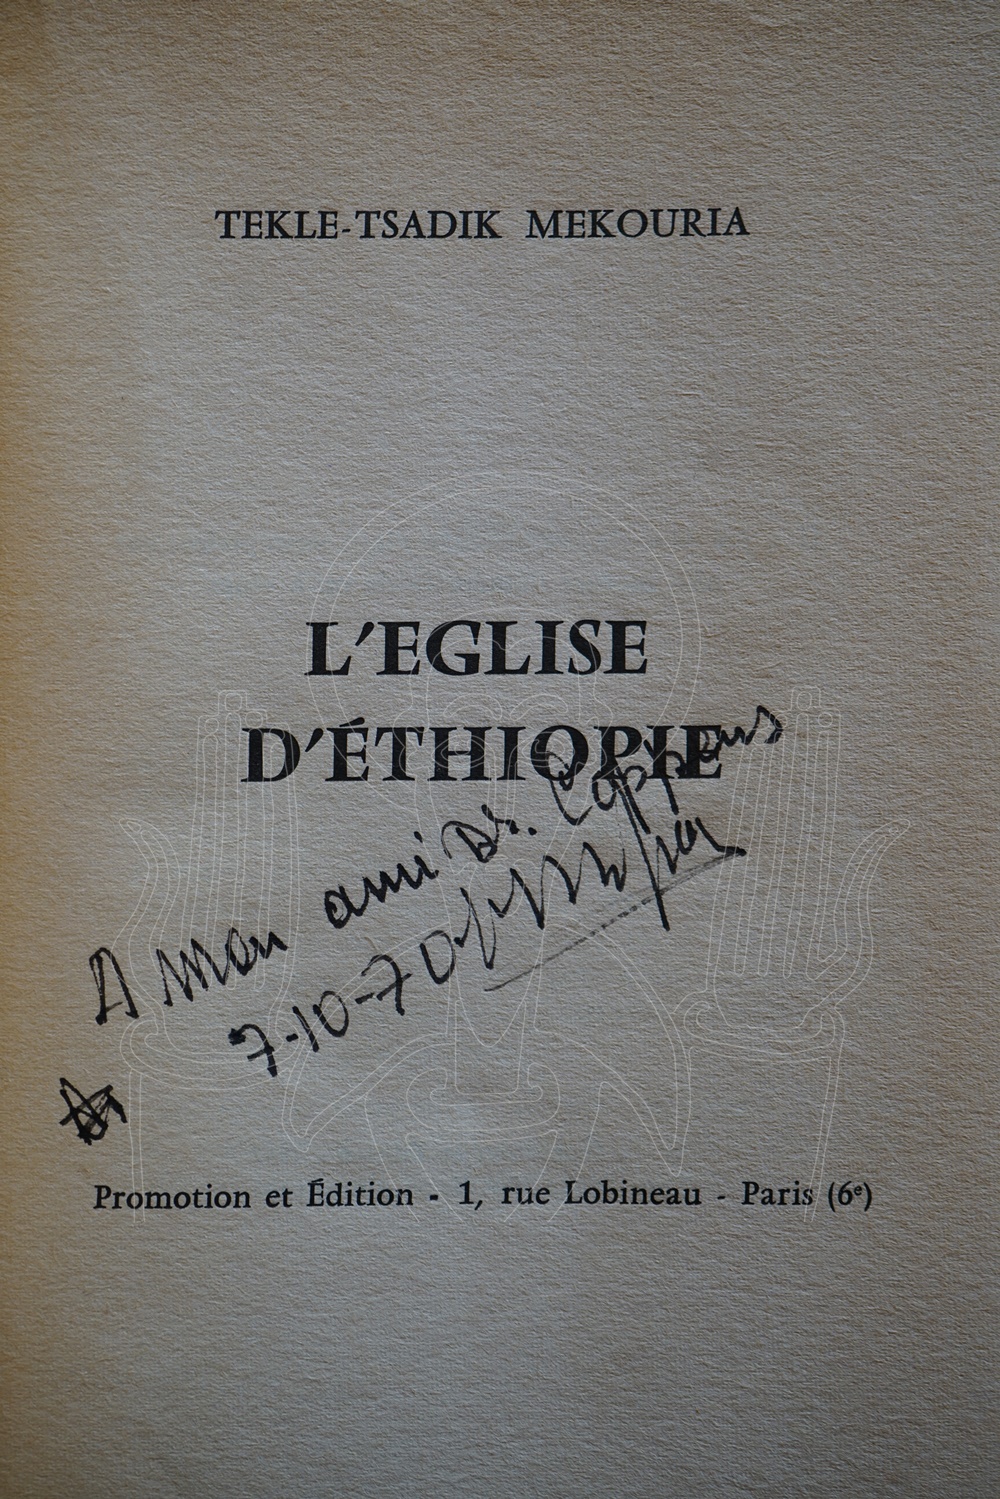 TEKLE-TSADIK MEKOURIA
L'EGLISE
D'ÉTHIOPIE
A mon ami Dr. Coppens
7-10-70
Promotion et Édition - 1, rue Lobineau - Paris (6e)